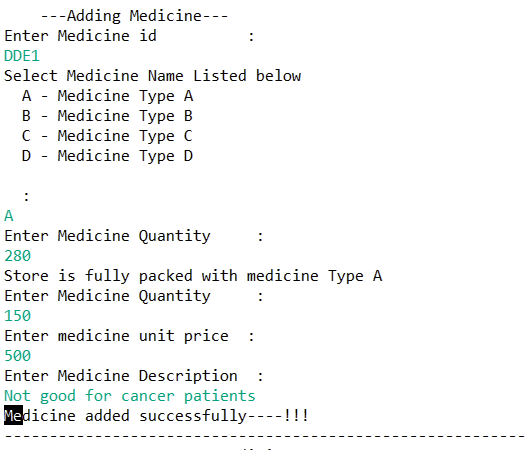 ---Adding Medicine---
Enter Medicine id          :
DDE1
Select Medicine Name Listed below
A - Medicine Type A
B - Medicine Type B
C - Medicine Type C
D - Medicine Type D
:
A
Enter Medicine Quantity     :
280
Store is fully packed with medicine Type A
Enter Medicine Quantity     :
150
Enter medicine unit price  :
500
Enter Medicine Description  :
Not good for cancer patients
Medicine added successfully----!!!
----------------------------------------------------------